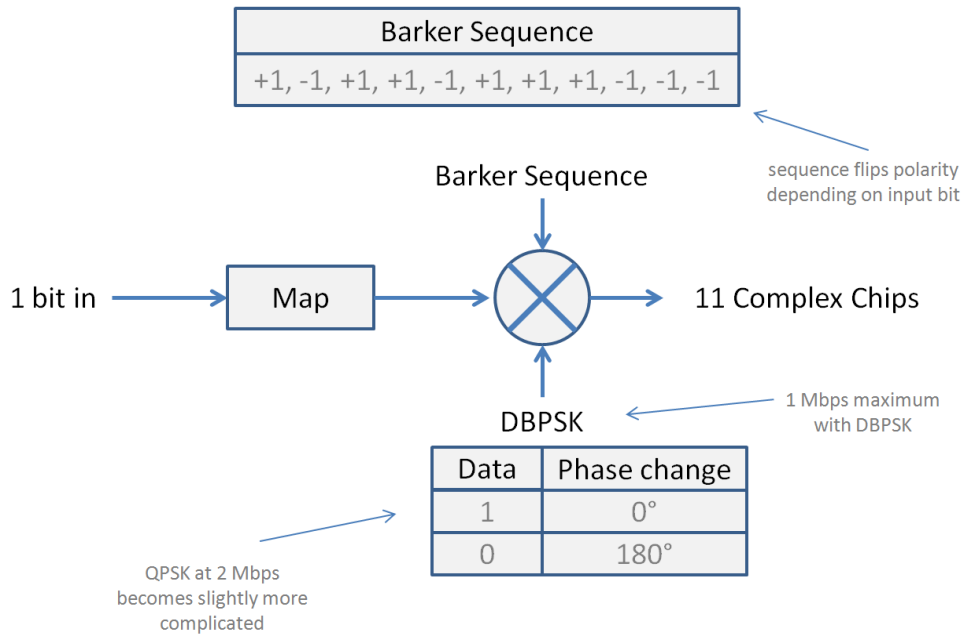 Barker Sequence
+1, -1, +1, +1, -1, +1, +1, +1, -1, -1, -1
sequence flips polarity
depending on input bit
Barker Sequence
1 bit in
Map
11 Complex Chips
1 Mbps maximum
with DBPSK
DBPSK
Data Phase change
1 0°
0 180°
QPSK at 2 Mbps
becomes slightly more
complicated